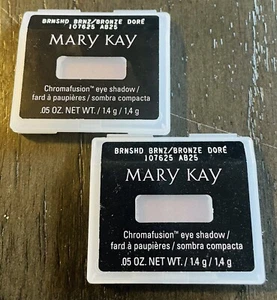 BRNSHD BRNZ/BRONZE DORÉ
107625 AB25
MARY KAY
Chromafusion™ eye shadow/
fard à paupières / sombra compacta
.05 OZ. NET WT. / 1,4 g / 1.4 g
BRNSHD BRNZ/BRONZE DORÉ
107625 AB25
MARY KAY
Chromafusion™ eye shadow/
fard à paupières / sombra compacta
.05 OZ. NET WT. / 1.4 g / 1,4 g